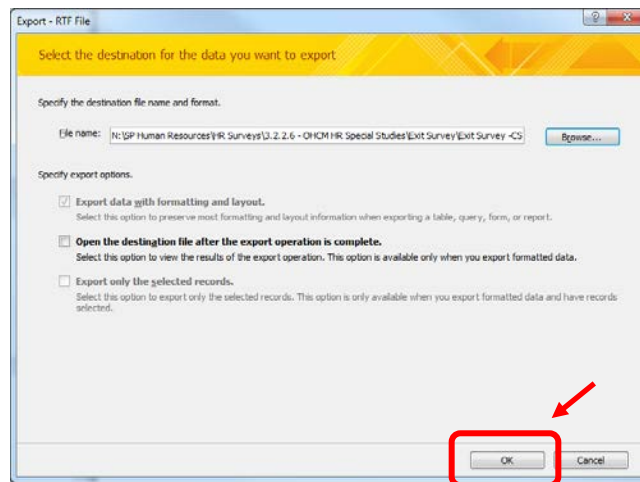 Export - RTF File
Select the destination for the data you want to export
Specify the destination file name and format.
File name: N:\SP Human Resources\HR Surveys\3.2.2.6 - OHCM HR Special Studies\Exit Survey\Exit Survey -CS Browse...
Specify export options.
Export data with formatting and layout.
Select this option to preserve most formatting and layout information when exporting a table, query, form, or report.
Open the destination file after the export operation is complete.
Select this option to view the results of the export operation. This option is available only when you export formatted data.
Export only the selected records.
Select this option to export only the selected records. This option is only available when you export formatted data and have records
selected.
OK Cancel